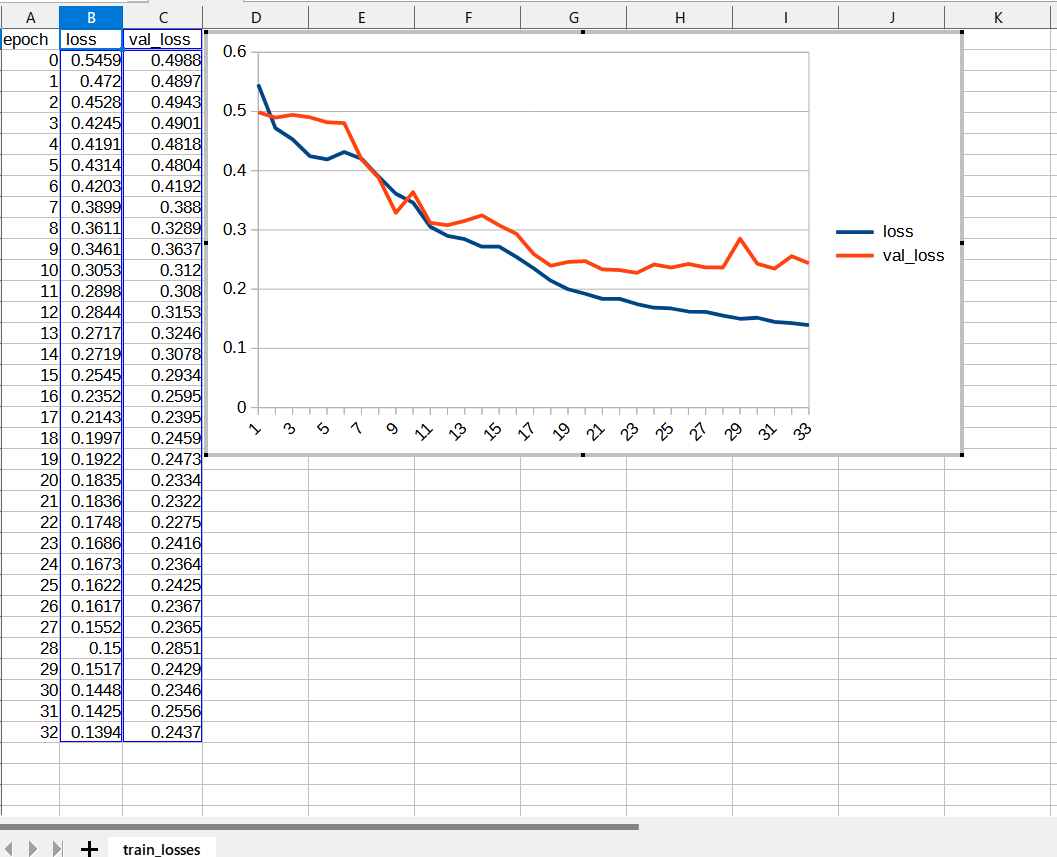 A B C D E F G H I J K
epoch loss val_loss
0 0.5459 0.4988
1 0.472 0.4897
2 0.4528 0.4943
3 0.4245 0.4901
4 0.4191 0.4818
5 0.4314 0.4804
6 0.4203 0.4192
7 0.3899 0.388
8 0.3611 0.3289
9 0.3461 0.3637
10 0.3053 0.312
11 0.2898 0.308
12 0.2844 0.3153
13 0.2717 0.3246
14 0.2719 0.3078
15 0.2545 0.2934
16 0.2352 0.2595
17 0.2143 0.2395
18 0.1997 0.2459
19 0.1922 0.2473
20 0.1835 0.2334
21 0.1836 0.2322
22 0.1748 0.2275
23 0.1686 0.2416
24 0.1673 0.2364
25 0.1622 0.2425
26 0.1617 0.2367
27 0.1552 0.2365
28 0.15 0.2851
29 0.1517 0.2429
30 0.1448 0.2346
31 0.1425 0.2556
32 0.1394 0.2437
0.6
0.5
0.4
0.3
0.2
0.1
0
1 3 5 7 9 11 13 15 17 19 21 23 25 27 29 31 33
loss
val_loss
train_losses